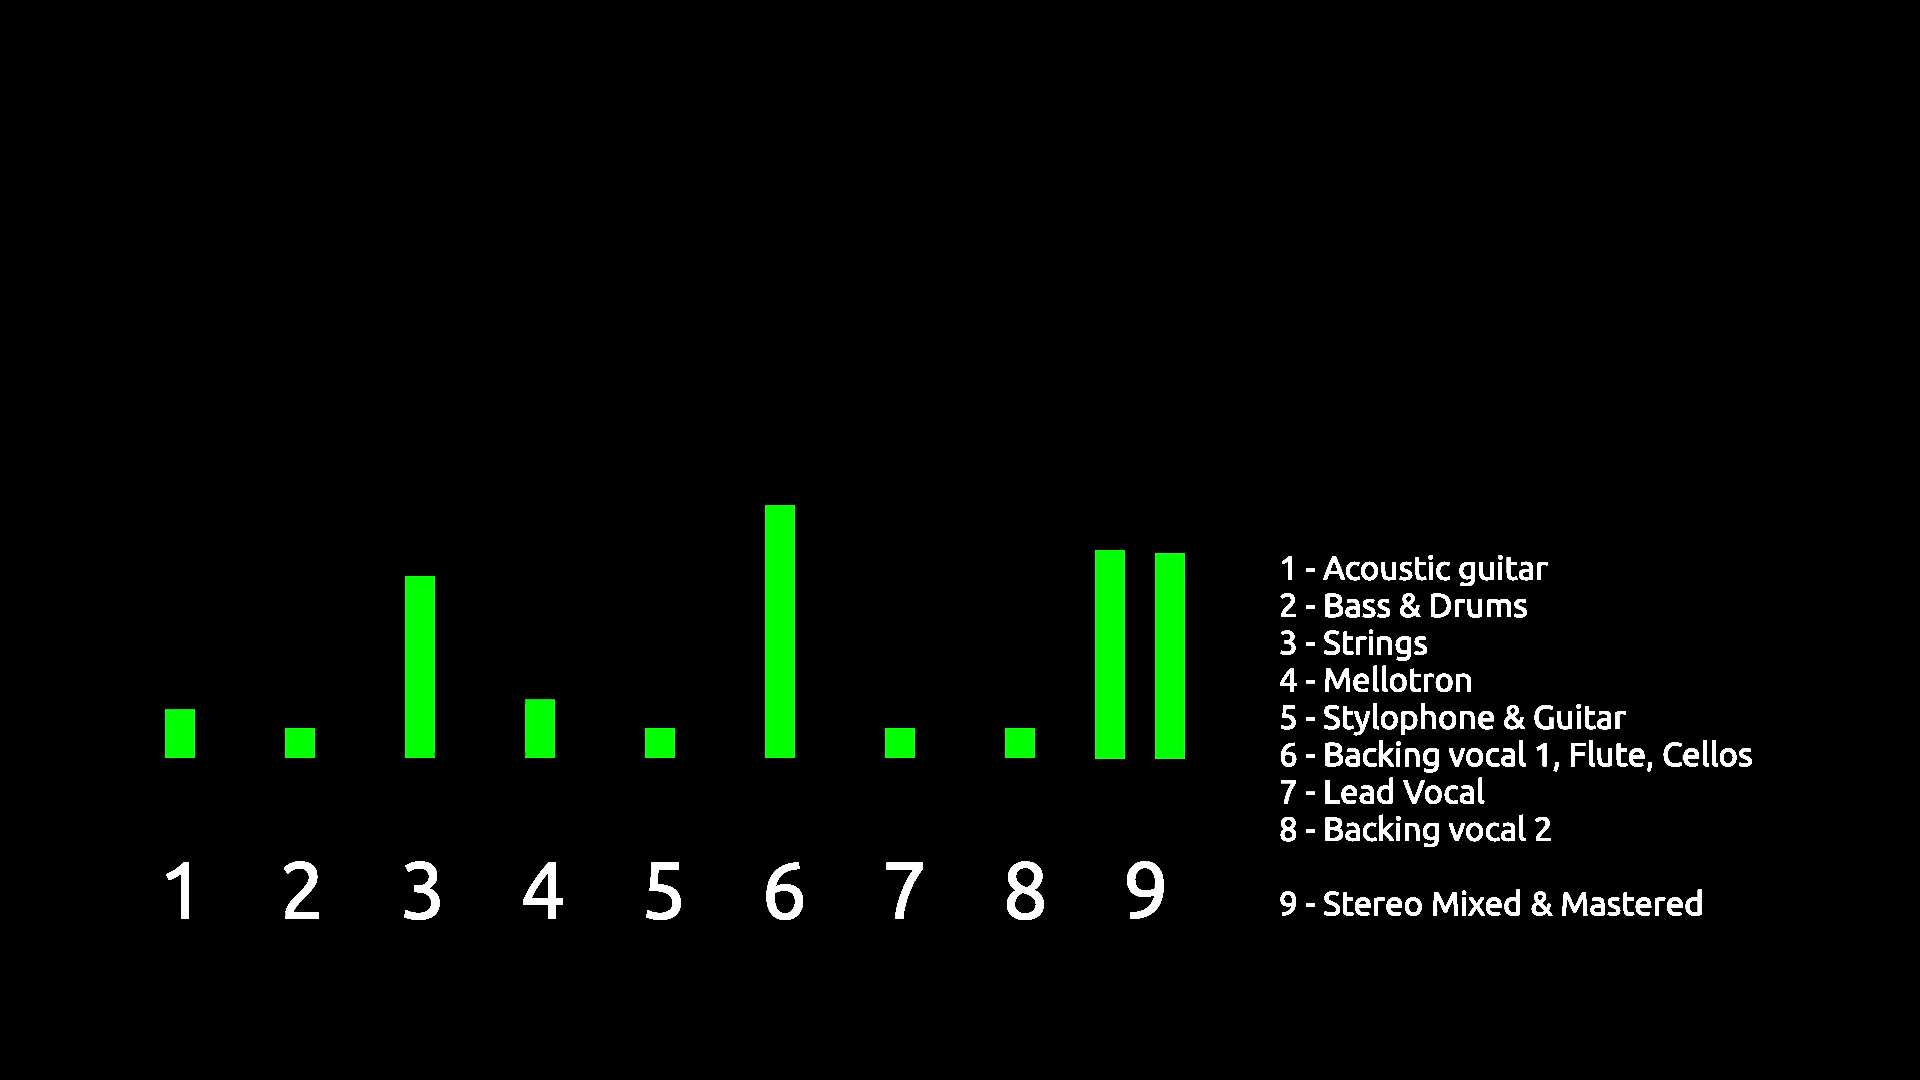 1 - Acoustic guitar
2 - Bass & Drums
3 - Strings
4 - Mellotron
5 - Stylophone & Guitar
6 - Backing vocal 1, Flute, Cellos
7 - Lead Vocal
8 - Backing vocal 2
1 2 3 4 5 6 7 8 9
9 - Stereo Mixed & Mastered